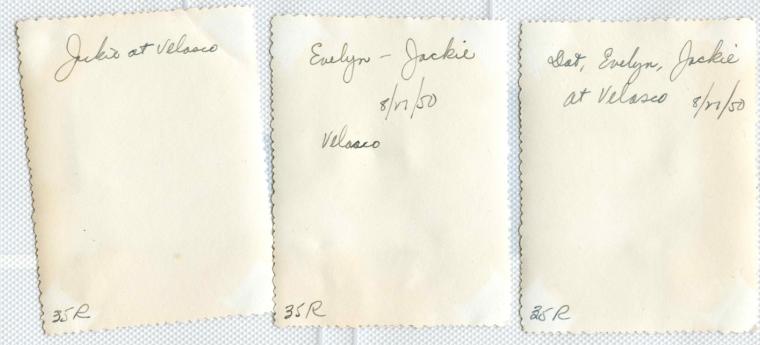 Jackie at Velasco
35R
Evelyn - Jackie
8/27/50
Velasco
35R
Dot, Evelyn, Jackie
at Velasco 8/27/50
35R